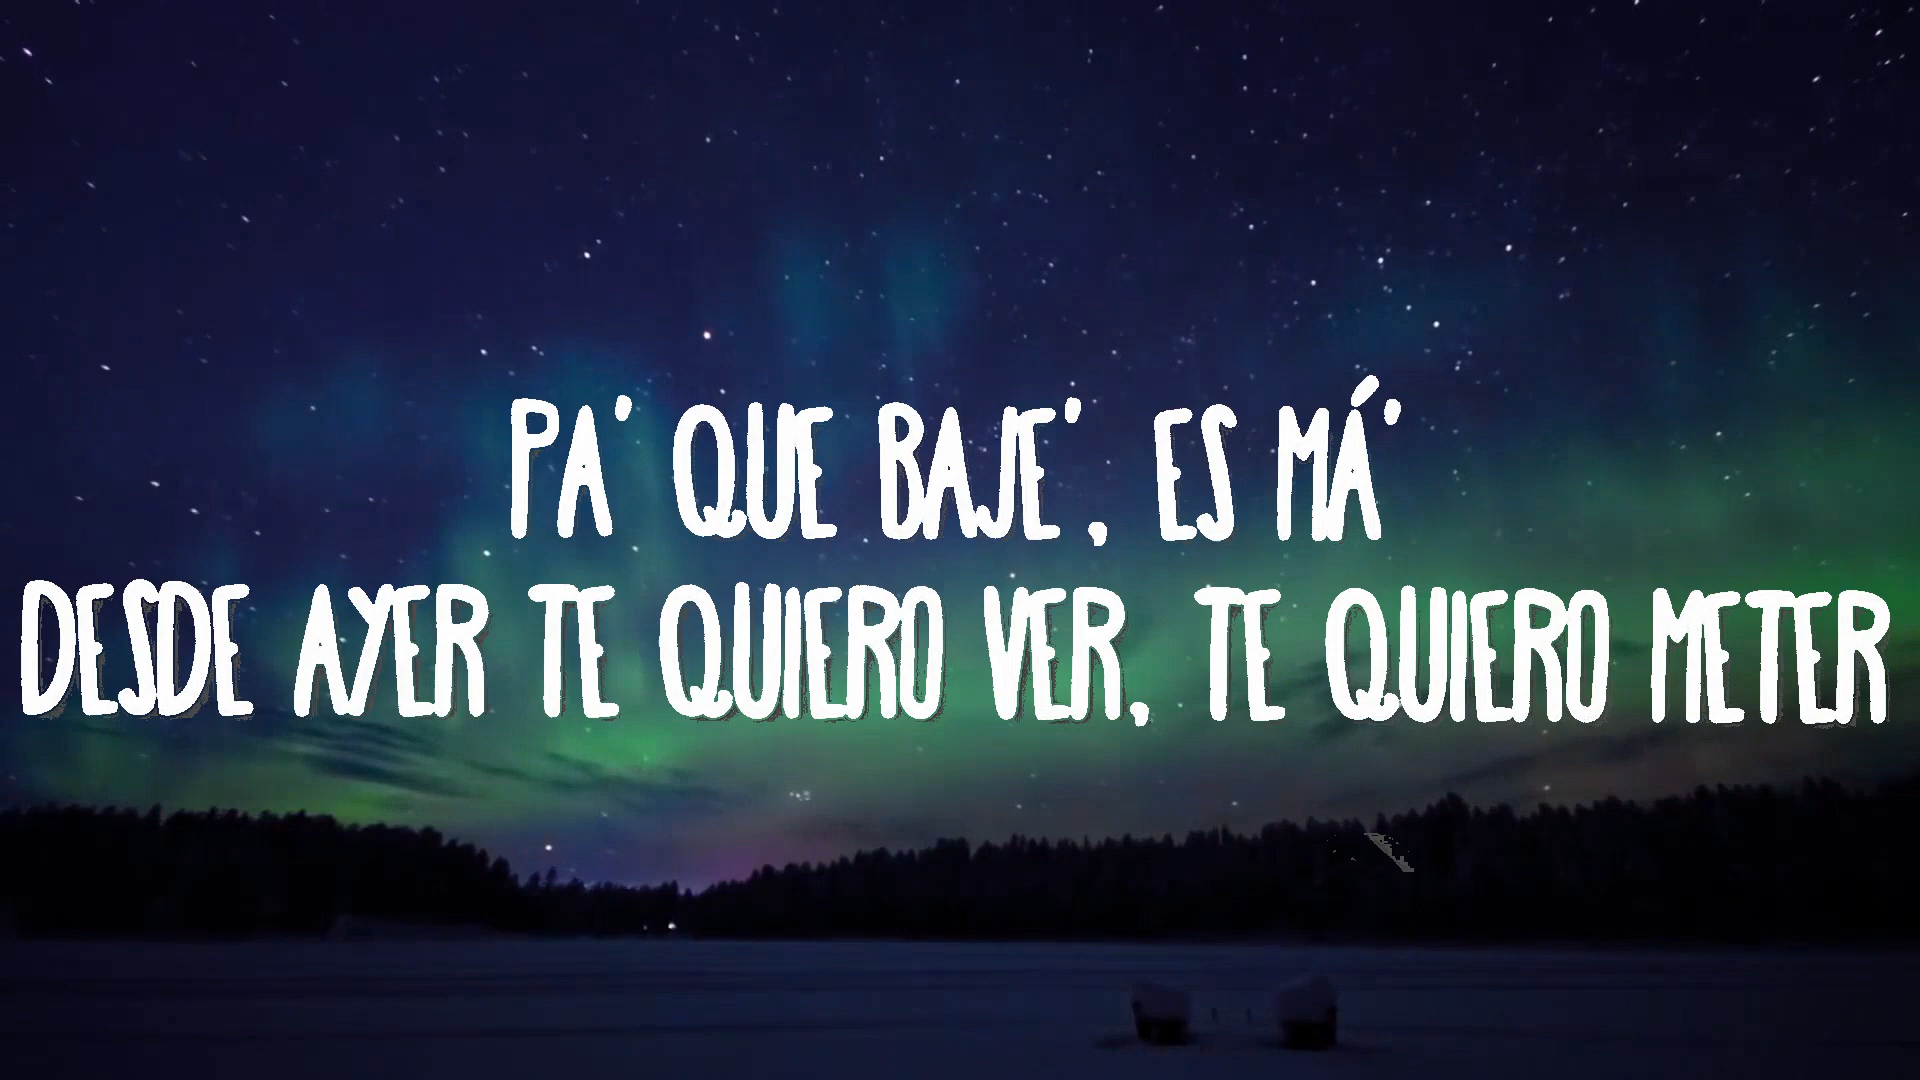 PA' QUE BAJE', ES MÁ'
DESDE AYER TE QUIERO VER, TE QUIERO METER